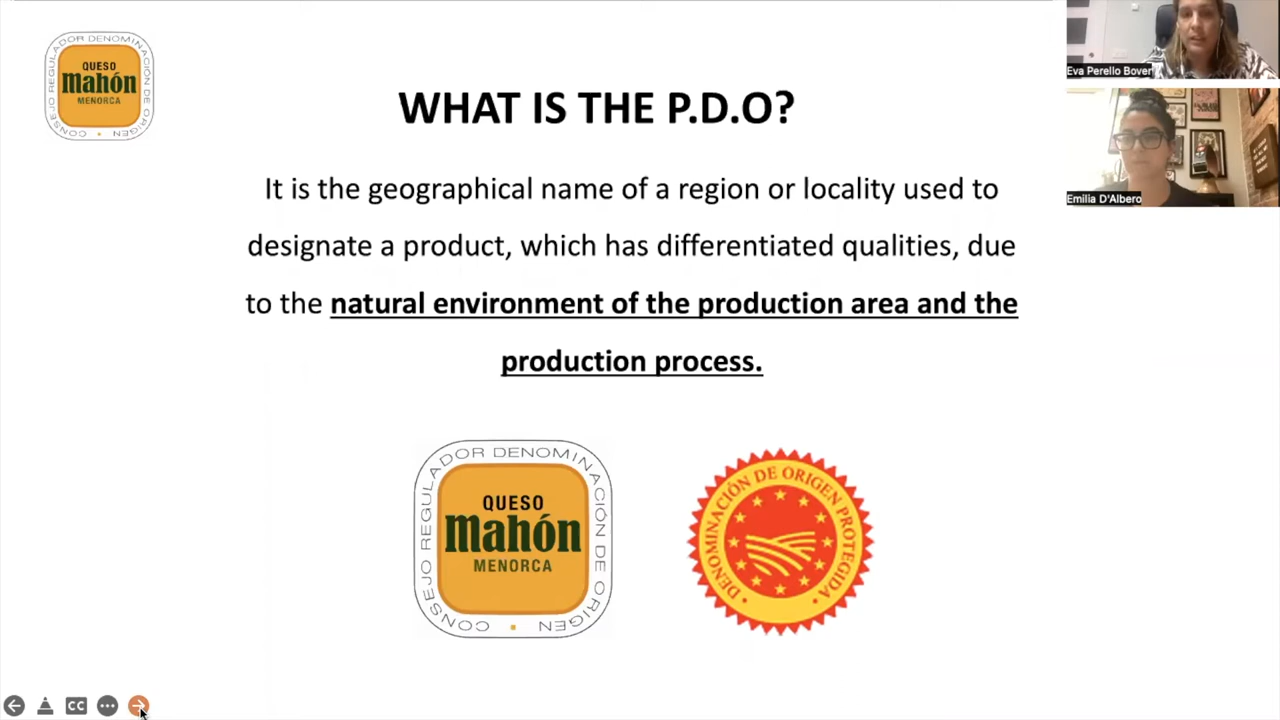 CONSEJO REGULADOR DENOMINACIÓN DE ORIGEN
QUESO
Mahón
MENORCA
WHAT IS THE P.D.O?
It is the geographical name of a region or locality used to
designate a product, which has differentiated qualities, due
to the natural environment of the production area and the
production process.
CONSEJO REGULADOR DENOMINACIÓN DE ORIGEN
QUESO
Mahón
MENORCA
DENOMINACIÓN DE ORIGEN PROTEGIDA
Eva Perello Bover
Emilia D'Albero
CC